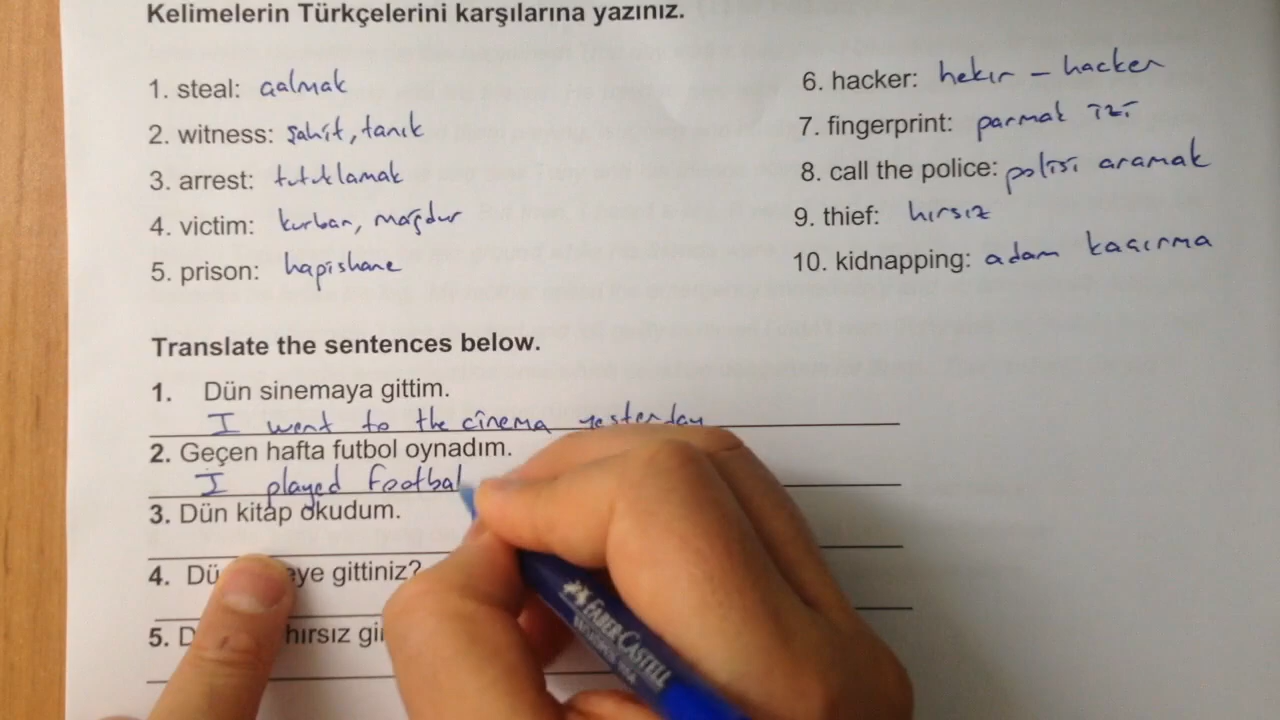 Kelimelerin Türkçelerini karşılarına yazınız.
1. steal: çalmak
2. witness: şahit, tanık
3. arrest: tutuklamak
4. victim: kurban, mağdur
5. prison: hapishane
6. hacker: hekır – hacker
7. fingerprint: parmak izi
8. call the police: polisi aramak
9. thief: hırsız
10. kidnapping: adam kaçırma
Translate the sentences below.
1. Dün sinemaya gittim.
I went to the cinema yesterday
2. Geçen hafta futbol oynadım.
I played footbal
3. Dün kitap okudum.
4. Dü eye gittiniz?
5. D hırsız gi
FABER-CASTELL